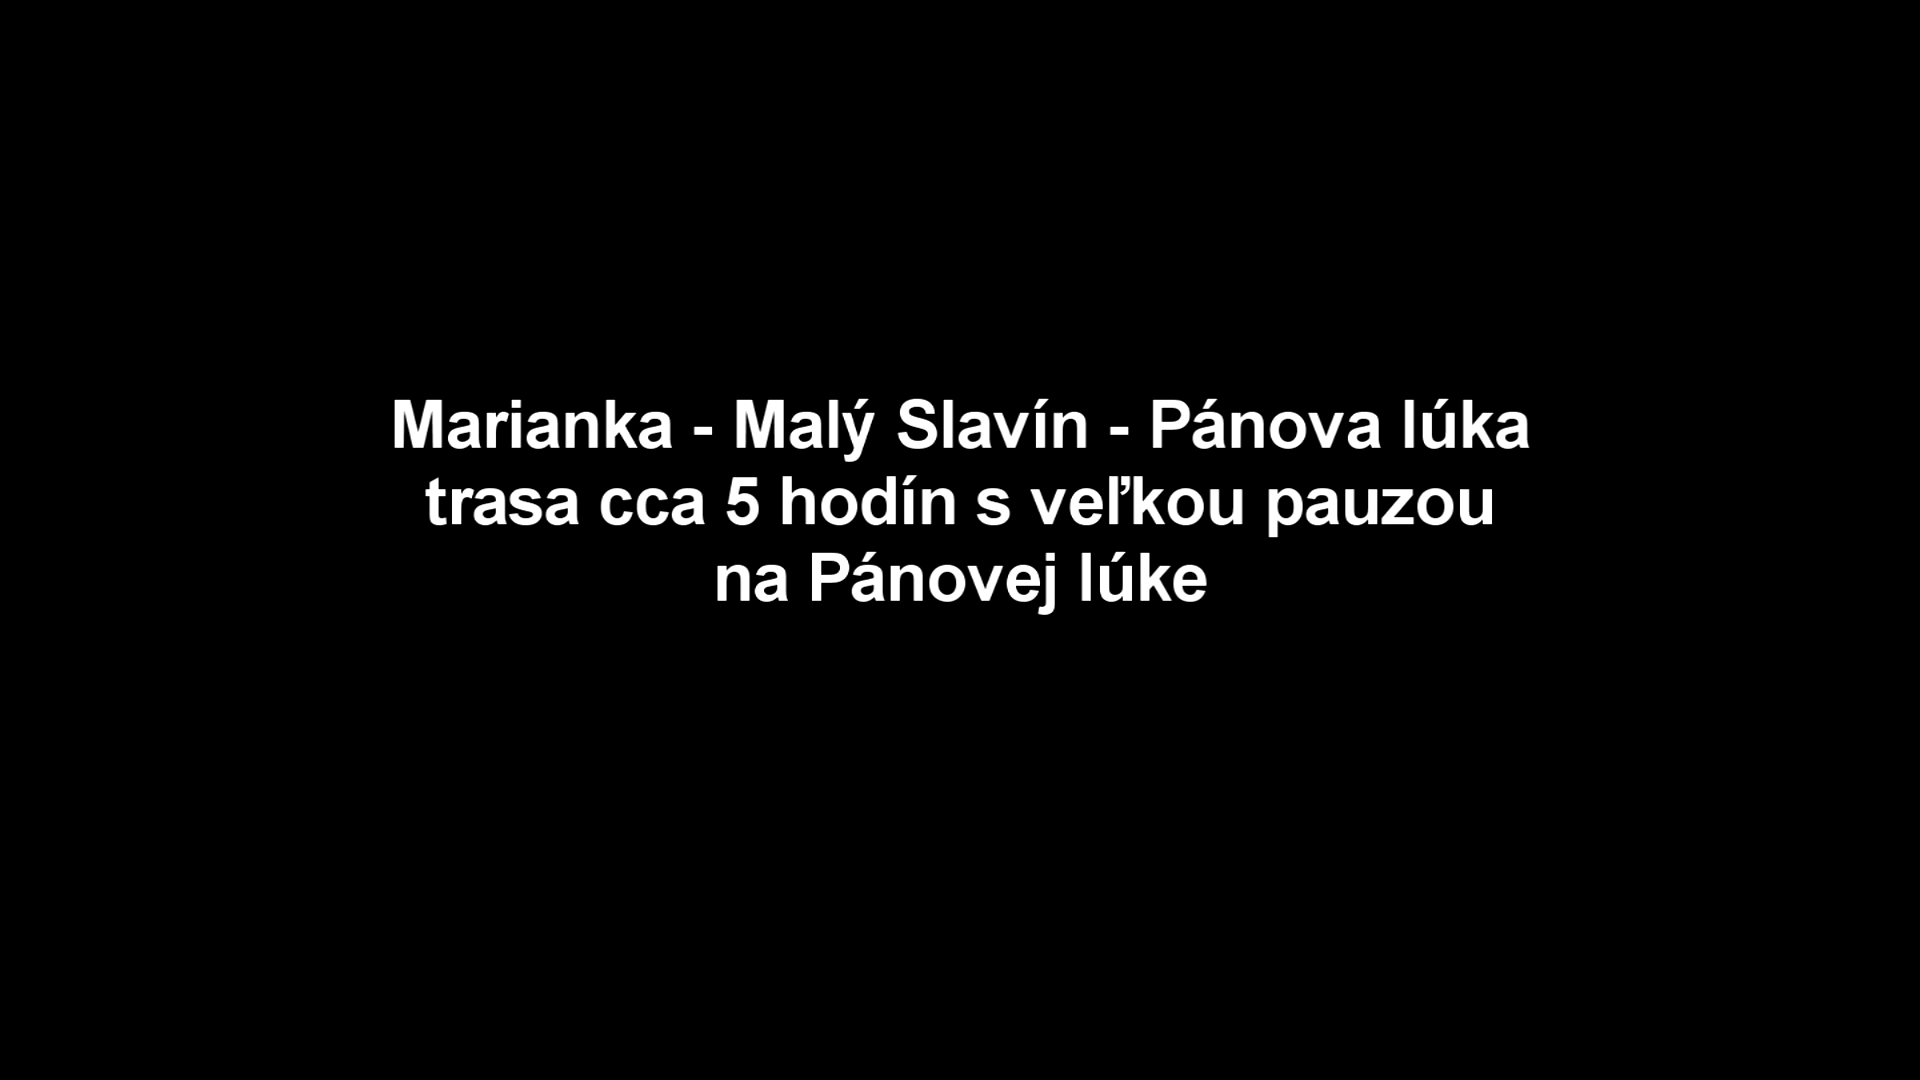 Marianka - Malý Slavín - Pánova lúka
trasa cca 5 hodín s veľkou pauzou
na Pánovej lúke